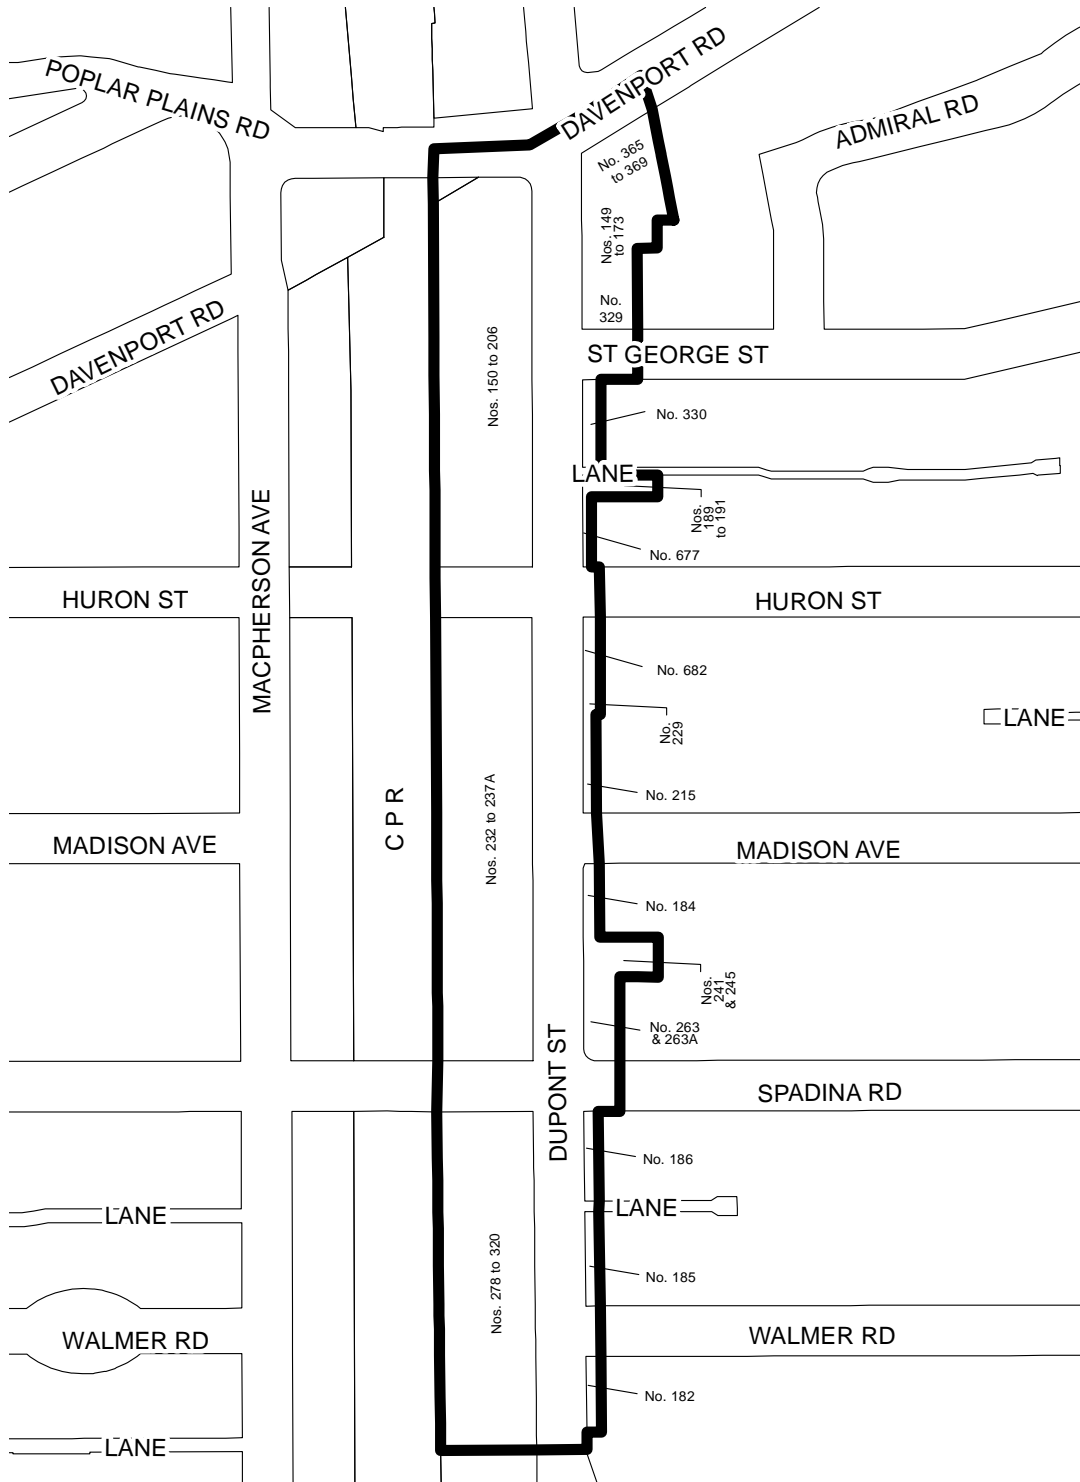 POPLAR PLAINS RD
DAVENPORT RD
ADMIRAL RD
No. 365
to 369
Nos. 149
to 173
No.
329
DAVENPORT RD
ST GEORGE ST
Nos. 150 to 206
No. 330
LANE
Nos.
189
to 191
No. 677
MACPHERSON AVE
HURON ST
HURON ST
No. 682
No.
229
LANE
No. 215
C P R
Nos. 232 to 237A
MADISON AVE
MADISON AVE
No. 184
Nos.
241
& 245
No. 263
& 263A
DUPONT ST
SPADINA RD
No. 186
LANE
LANE
No. 185
Nos. 278 to 320
WALMER RD
WALMER RD
No. 182
LANE